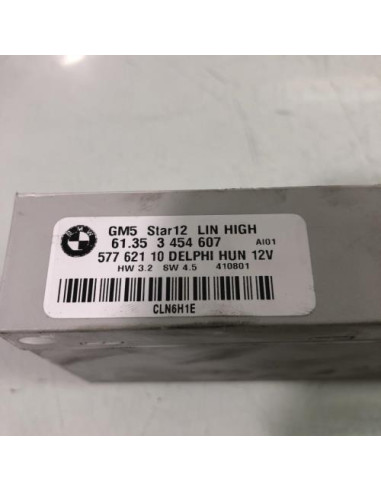 BMW
GM5 Star12 LIN HIGH
61.35 3 454 607 AI01
577 621 10 DELPHI HUN 12V
HW 3.2 SW 4.5 410801
CLN6H1E